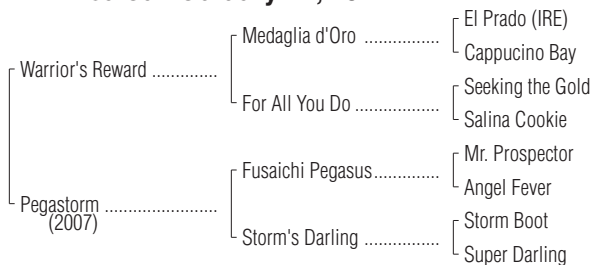 El Prado (IRE)
Medaglia d'Oro ...............
Cappucino Bay
Warrior's Reward .............
Seeking the Gold
For All You Do .................
Salina Cookie
Mr. Prospector
Fusaichi Pegasus..............
Angel Fever
Pegastorm ......................
(2007)
Storm Boot
Storm's Darling ...............
Super Darling